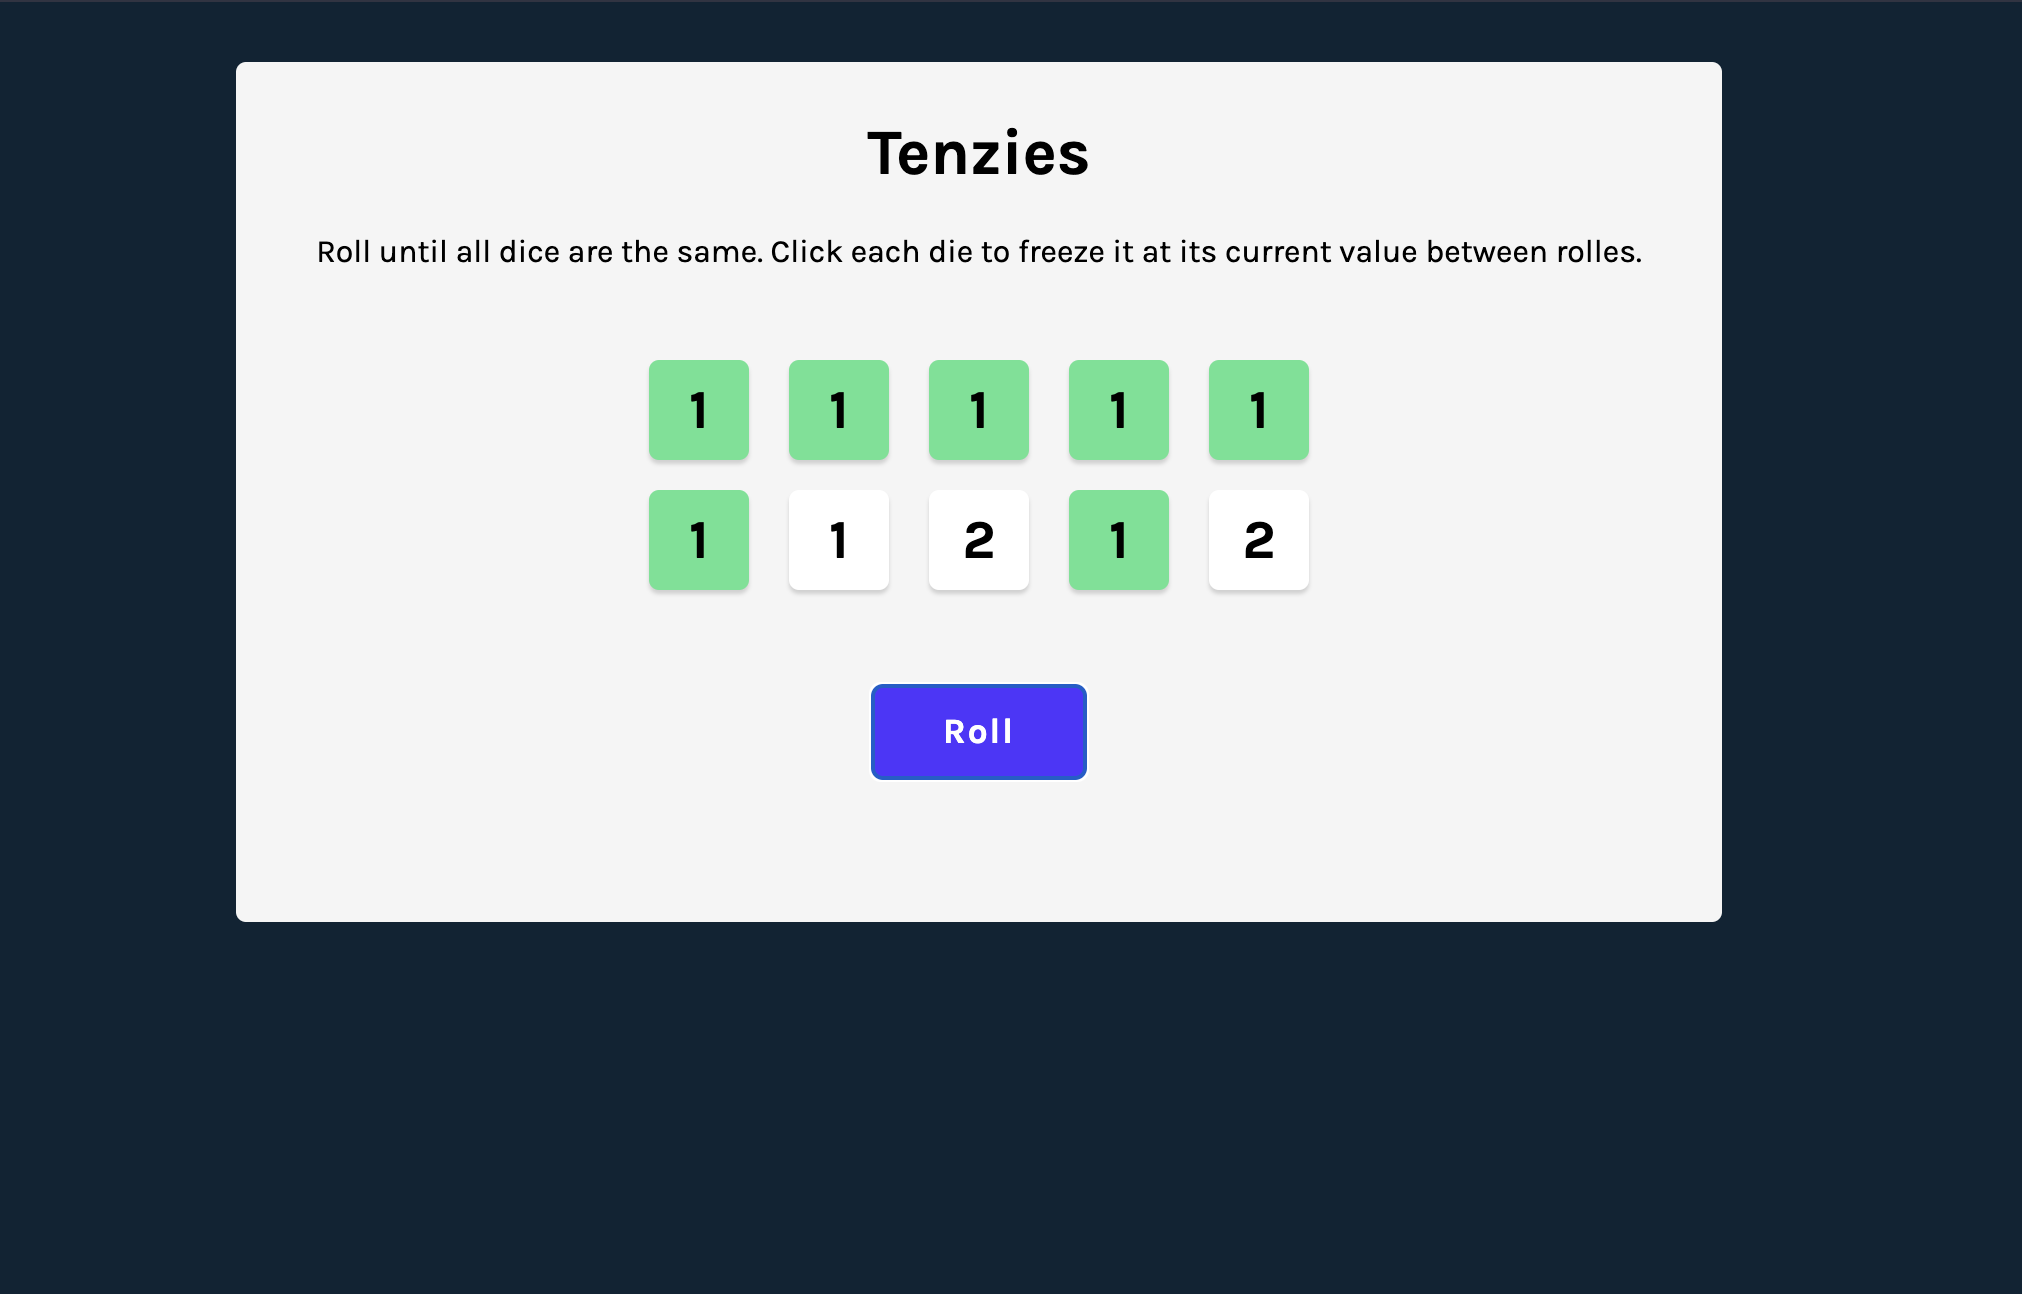 Tenzies
Roll until all dice are the same. Click each die to freeze it at its current value between rolles.
1 1 1 1 1
1 1 2 1 2
Roll